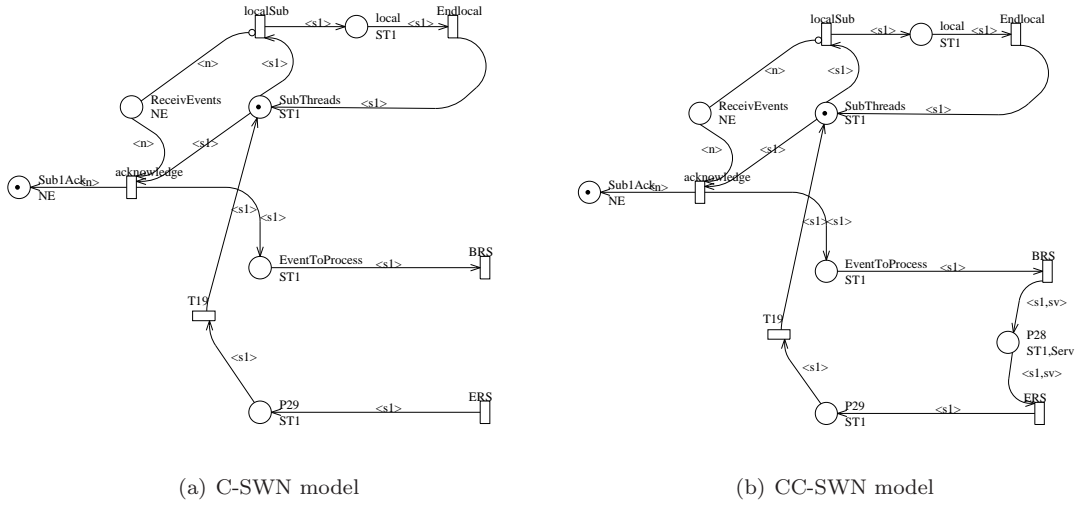 localSub
<s1>
local
ST1
<s1>
Endlocal
<n>
<s1>
ReceivEvents
NE
SubThreads
ST1
<s1>
<n>
<s1>
acknowledge
Sub1Ack
<n>
NE
<s1>
<s1>
EventToProcess
ST1
<s1>
BRS
T19
<s1>
P29
ST1
<s1>
ERS
(a) C-SWN model
localSub
<s1>
local
ST1
<s1>
Endlocal
<n>
<s1>
ReceivEvents
NE
SubThreads
ST1
<s1>
<n>
<s1>
acknowledge
Sub1Ack
<n>
NE
<s1>
<s1>
EventToProcess
ST1
<s1>
BRS
<s1,sv>
T19
P28
ST1,Serv
<s1>
<s1,sv>
P29
ST1
<s1>
ERS
(b) CC-SWN model